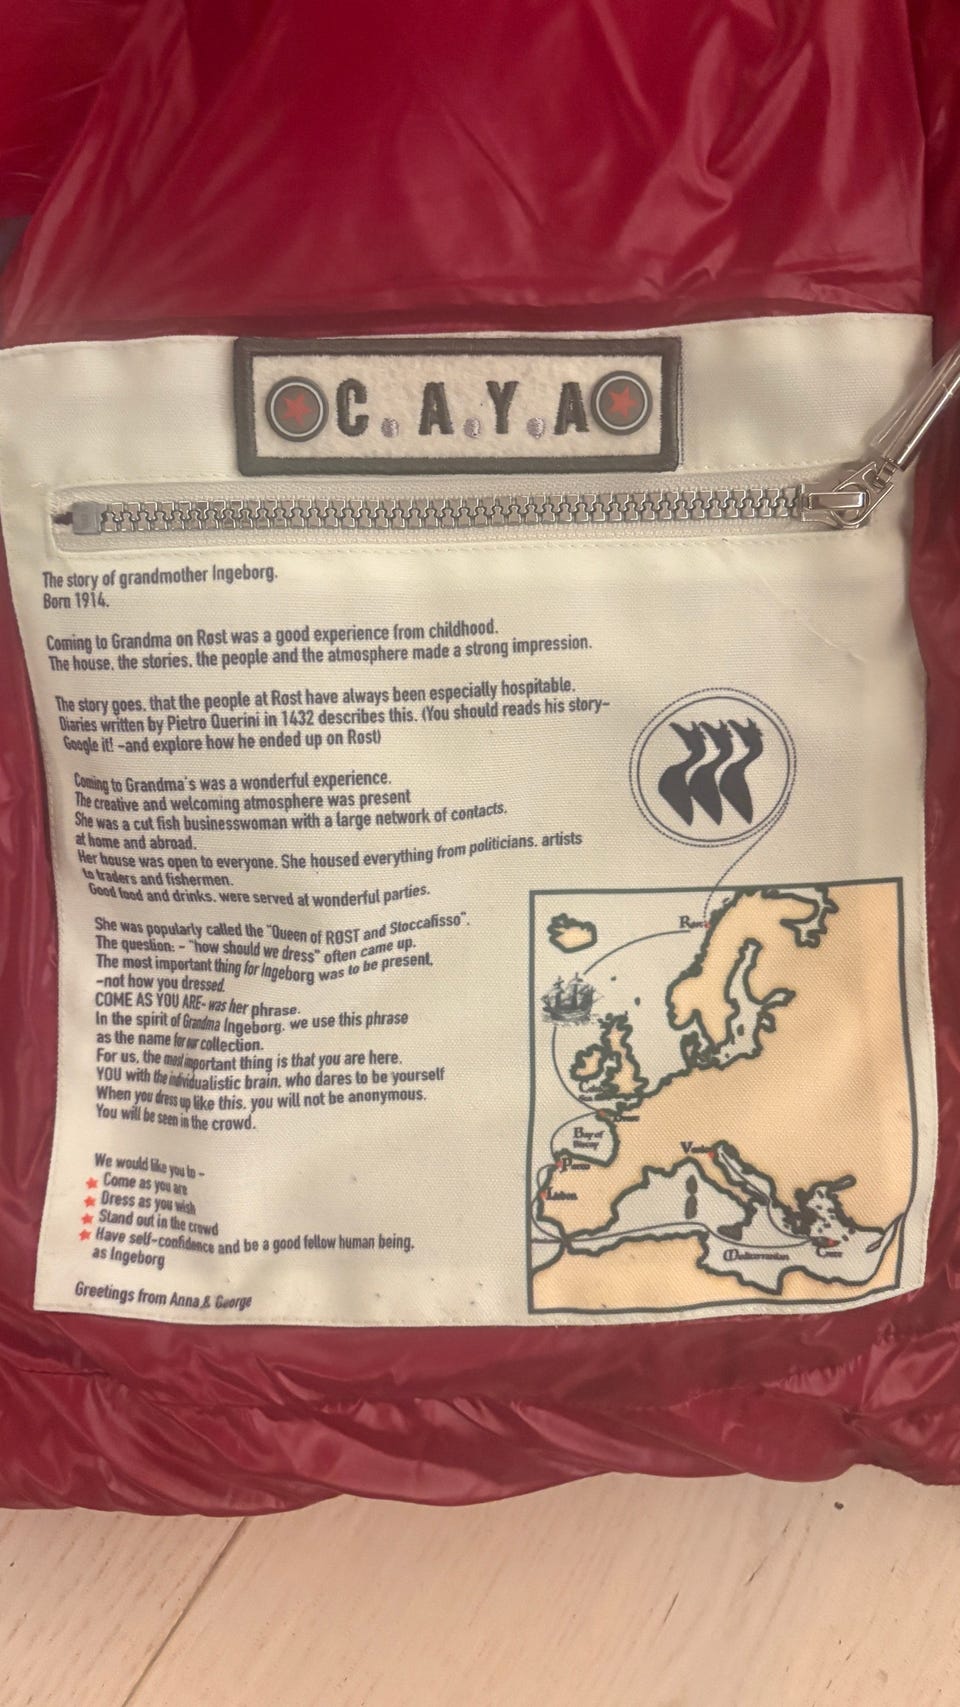 C.A.Y.A
The story of grandmother Ingeborg.
Born 1914.
Coming to Grandma on Røst was a good experience from childhood.
The house, the stories, the people and the atmosphere made a strong impression.
The story goes, that the people at Røst have always been especially hospitable.
Diaries written by Pietro Querini in 1432 describes this. (You should reads his story-
Google it! -and explore how he ended up on Røst)
Coming to Grandma's was a wonderful experience.
The creative and welcoming atmosphere was present
She was a cut fish businesswoman with a large network of contacts.
at home and abroad.
Her house was open to everyone. She housed everything from politicians, artists
to traders and fishermen.
Good food and drinks, were served at wonderful parties.
She was popularly called the "Queen of RØST and Stoccafisso".
The question: - "how should we dress" often came up.
The most important thing for Ingeborg was to be present,
-not how you dressed.
COME AS YOU ARE- was her phrase.
In the spirit of Grandma Ingeborg, we use this phrase
as the name for our collection.
For us, the most important thing is that you are here.
YOU with the individualistic brain, who dares to be yourself
When you dress up like this, you will not be anonymous.
You will be seen in the crowd.
We would like you to -
Come as you are
Dress as you wish
Stand out in the crowd
Have self-confidence and be a good fellow human being.
as Ingeborg
Greetings from Anna & George
Røst
Bay of
Biscay
Lisbon
Mediterranian